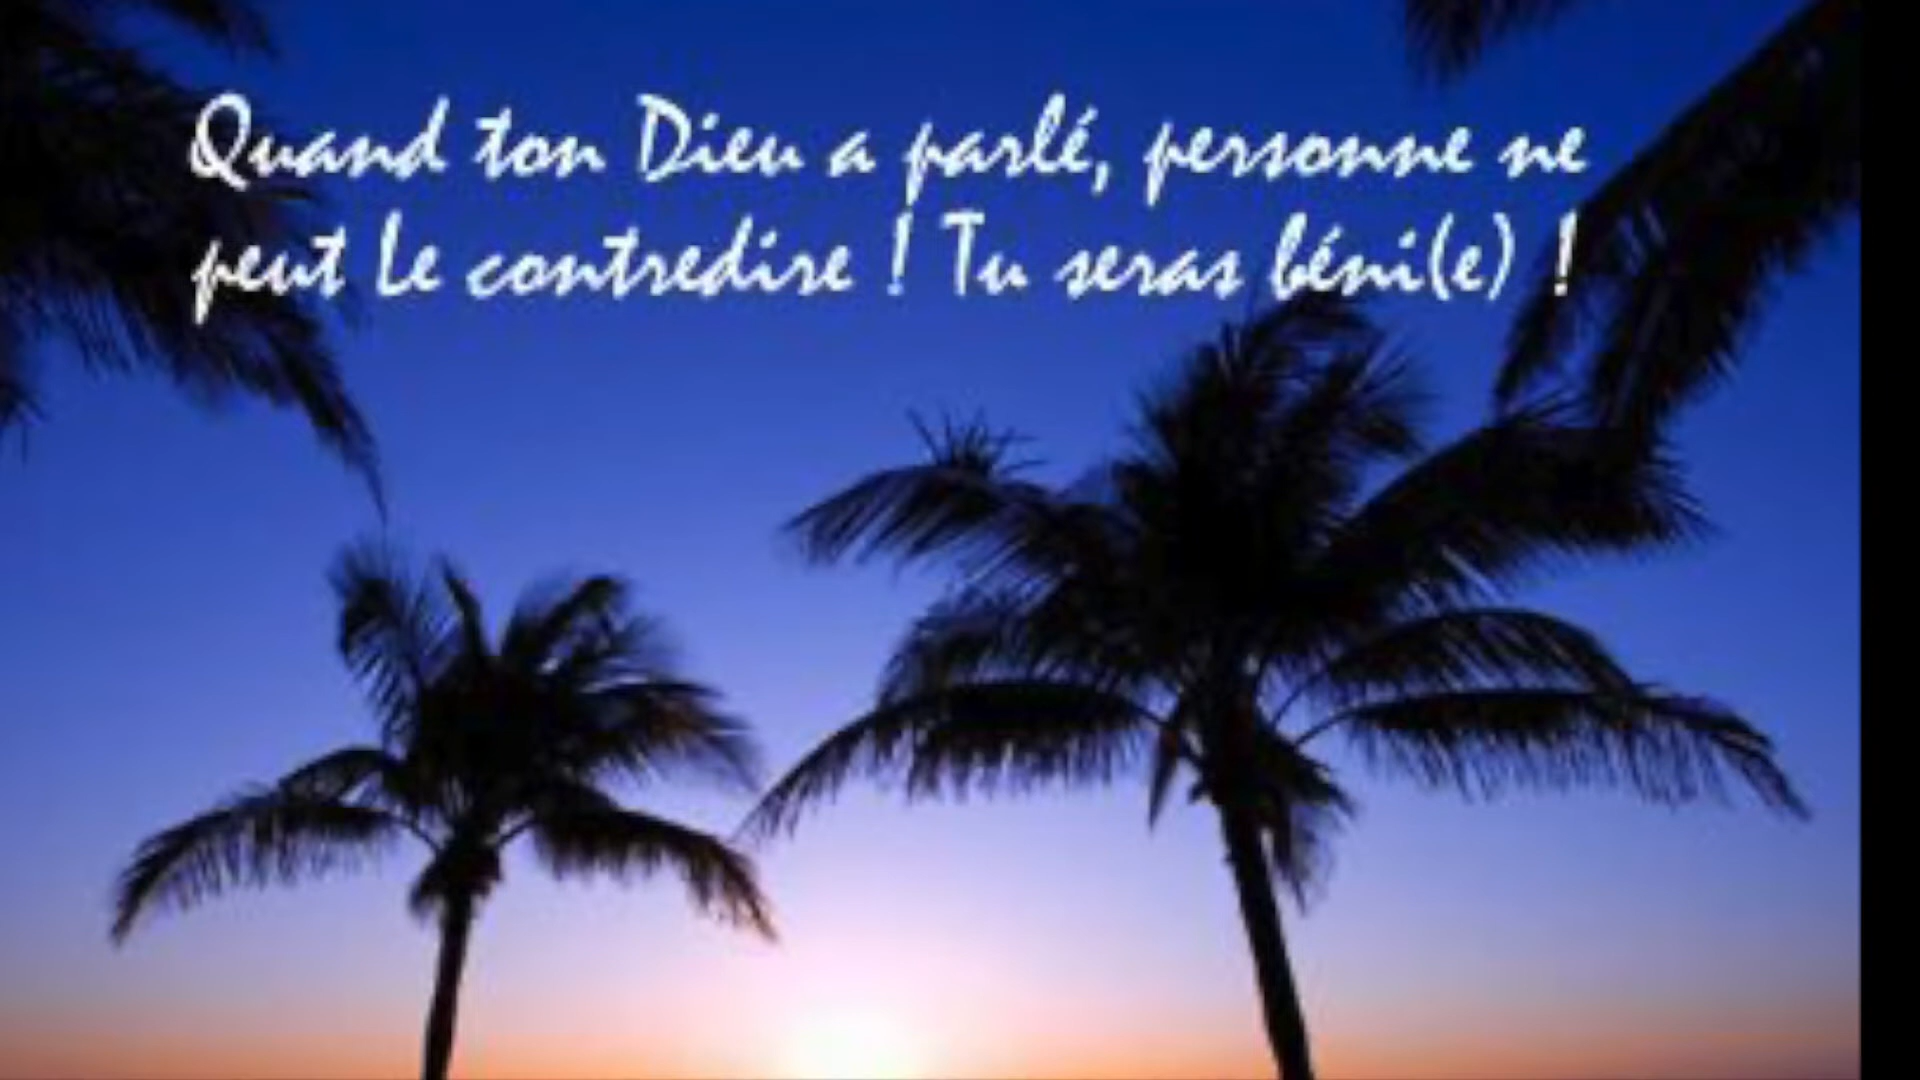 Quand ton Dieu a parlé, personne ne
peut Le contredire ! Tu seras béni(e) !